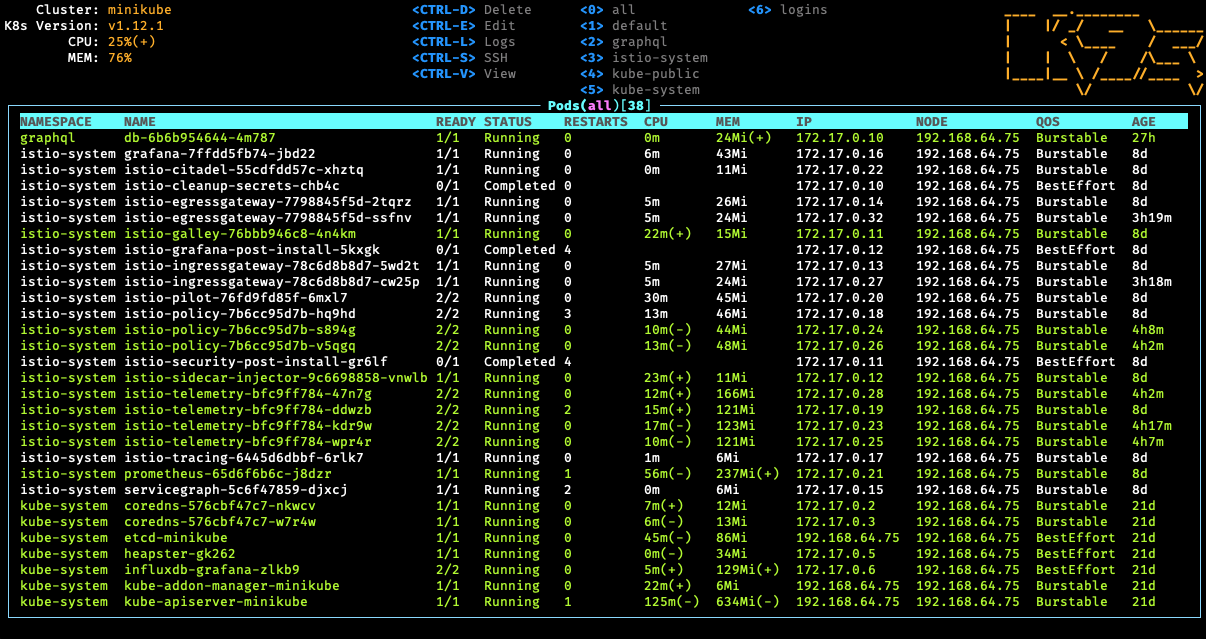 Cluster: minikube <CTRL-D> Delete <0> all <6> logins
K8s Version: v1.12.1 <CTRL-E> Edit <1> default
CPU: 25%(+) <CTRL-L> Logs <2> graphql
MEM: 76% <CTRL-S> SSH <3> istio-system
<CTRL-V> View <4> kube-public
<5> kube-system
K9s
Pods(all)[38]
NAMESPACE NAME READY STATUS RESTARTS CPU MEM IP NODE QOS AGE
graphql db-6b6b954644-4m787 1/1 Running 0 0m 24Mi(+) 172.17.0.10 192.168.64.75 Burstable 27h
istio-system grafana-7ffdd5fb74-jbd22 1/1 Running 0 6m 43Mi 172.17.0.16 192.168.64.75 Burstable 8d
istio-system istio-citadel-55cdfdd57c-xhztq 1/1 Running 0 0m 11Mi 172.17.0.22 192.168.64.75 Burstable 8d
istio-system istio-cleanup-secrets-chb4c 0/1 Completed 0 172.17.0.10 192.168.64.75 BestEffort 8d
istio-system istio-egressgateway-7798845f5d-2tqrz 1/1 Running 0 5m 26Mi 172.17.0.14 192.168.64.75 Burstable 8d
istio-system istio-egressgateway-7798845f5d-ssfnv 1/1 Running 0 5m 24Mi 172.17.0.32 192.168.64.75 Burstable 3h19m
istio-system istio-galley-76bbb946c8-4n4km 1/1 Running 0 22m(+) 15Mi 172.17.0.11 192.168.64.75 Burstable 8d
istio-system istio-grafana-post-install-5kxgk 0/1 Completed 4 172.17.0.12 192.168.64.75 BestEffort 8d
istio-system istio-ingressgateway-78c6d8b8d7-5wd2t 1/1 Running 0 5m 27Mi 172.17.0.13 192.168.64.75 Burstable 8d
istio-system istio-ingressgateway-78c6d8b8d7-cw25p 1/1 Running 0 5m 24Mi 172.17.0.27 192.168.64.75 Burstable 3h18m
istio-system istio-pilot-76fd9fd85f-6mxl7 2/2 Running 0 30m 45Mi 172.17.0.20 192.168.64.75 Burstable 8d
istio-system istio-policy-7b6cc95d7b-hq9hd 2/2 Running 3 13m 46Mi 172.17.0.18 192.168.64.75 Burstable 8d
istio-system istio-policy-7b6cc95d7b-s894g 2/2 Running 0 10m(-) 44Mi 172.17.0.24 192.168.64.75 Burstable 4h8m
istio-system istio-policy-7b6cc95d7b-v5qgq 2/2 Running 0 13m(-) 48Mi 172.17.0.26 192.168.64.75 Burstable 4h2m
istio-system istio-security-post-install-gr6lf 0/1 Completed 4 172.17.0.11 192.168.64.75 BestEffort 8d
istio-system istio-sidecar-injector-9c6698858-vnwlb 1/1 Running 0 23m(+) 11Mi 172.17.0.12 192.168.64.75 Burstable 8d
istio-system istio-telemetry-bfc9ff784-47n7g 2/2 Running 0 12m(+) 166Mi 172.17.0.28 192.168.64.75 Burstable 4h2m
istio-system istio-telemetry-bfc9ff784-ddwzb 2/2 Running 2 15m(+) 121Mi 172.17.0.19 192.168.64.75 Burstable 8d
istio-system istio-telemetry-bfc9ff784-kdr9w 2/2 Running 0 17m(-) 123Mi 172.17.0.23 192.168.64.75 Burstable 4h17m
istio-system istio-telemetry-bfc9ff784-wpr4r 2/2 Running 0 10m(-) 121Mi 172.17.0.25 192.168.64.75 Burstable 4h7m
istio-system istio-tracing-6445d6dbbf-6rlk7 1/1 Running 0 1m 6Mi 172.17.0.17 192.168.64.75 Burstable 8d
istio-system prometheus-65d6f6b6c-j8dzr 1/1 Running 1 56m(-) 237Mi(+) 172.17.0.21 192.168.64.75 Burstable 8d
istio-system servicegraph-5c6f47859-djxcj 1/1 Running 2 0m 6Mi 172.17.0.15 192.168.64.75 Burstable 8d
kube-system coredns-576cbf47c7-nkwcv 1/1 Running 0 7m(+) 12Mi 172.17.0.2 192.168.64.75 Burstable 21d
kube-system coredns-576cbf47c7-w7r4w 1/1 Running 0 6m(-) 13Mi 172.17.0.3 192.168.64.75 Burstable 21d
kube-system etcd-minikube 1/1 Running 0 45m(-) 86Mi 192.168.64.75 192.168.64.75 BestEffort 21d
kube-system heapster-gk262 1/1 Running 0 0m(-) 34Mi 172.17.0.5 192.168.64.75 BestEffort 21d
kube-system influxdb-grafana-zlkb9 2/2 Running 0 5m(+) 129Mi(+) 172.17.0.6 192.168.64.75 BestEffort 21d
kube-system kube-addon-manager-minikube 1/1 Running 0 22m(+) 6Mi 192.168.64.75 192.168.64.75 Burstable 21d
kube-system kube-apiserver-minikube 1/1 Running 1 125m(-) 634Mi(-) 192.168.64.75 192.168.64.75 Burstable 21d